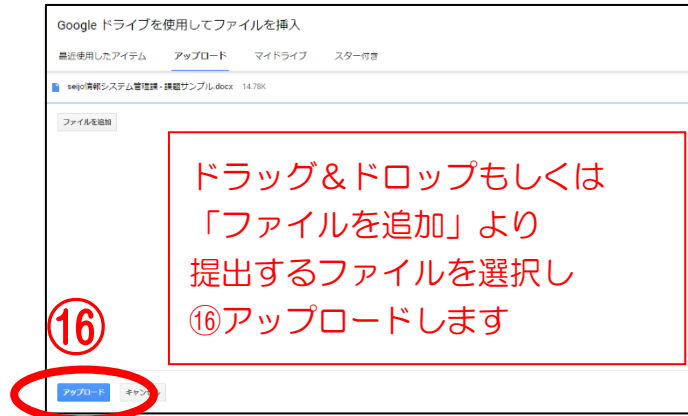 Google ドライブを使用してファイルを挿入
最近使用したアイテム アップロード マイドライブ スター付き
seijo情報システム管理課 - 課題サンプル.docx 14.78K
ファイルを追加
ドラッグ＆ドロップもしくは
「ファイルを追加」より
提出するファイルを選択し
⑯アップロードします
⑯
アップロード キャンセル